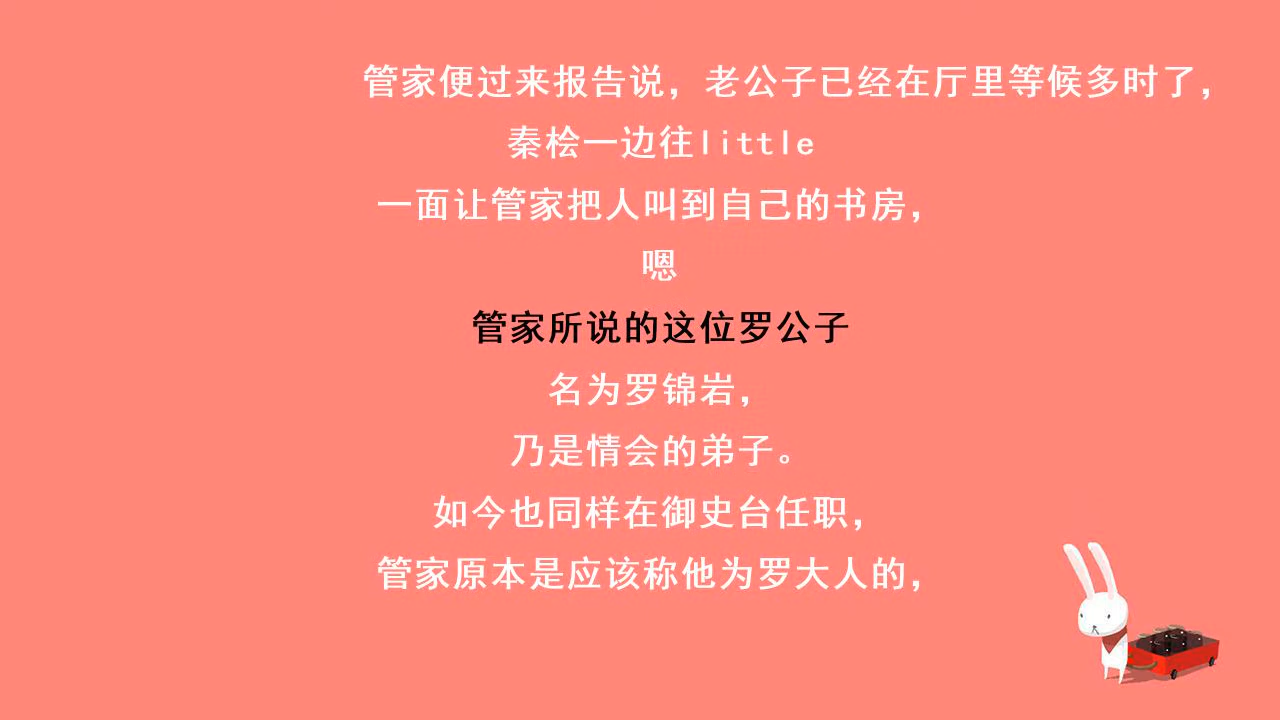 管家便过来报告说，老公子已经在厅里等候多时了，
秦桧一边往little
一面让管家把人叫到自己的书房，
嗯
管家所说的这位罗公子
名为罗锦岩，
乃是情会的弟子。
如今也同样在御史台任职，
管家原本是应该称他为罗大人的，